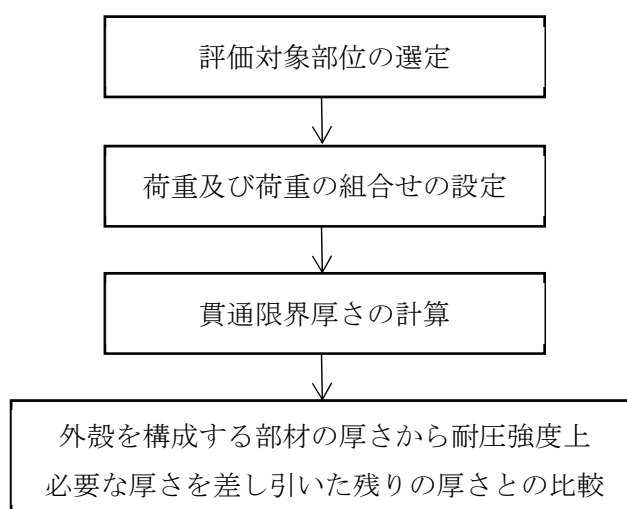 評価対象部位の選定
荷重及び荷重の組合せの設定
貫通限界厚さの計算
外殻を構成する部材の厚さから耐圧強度上
必要な厚さを差し引いた残りの厚さとの比較